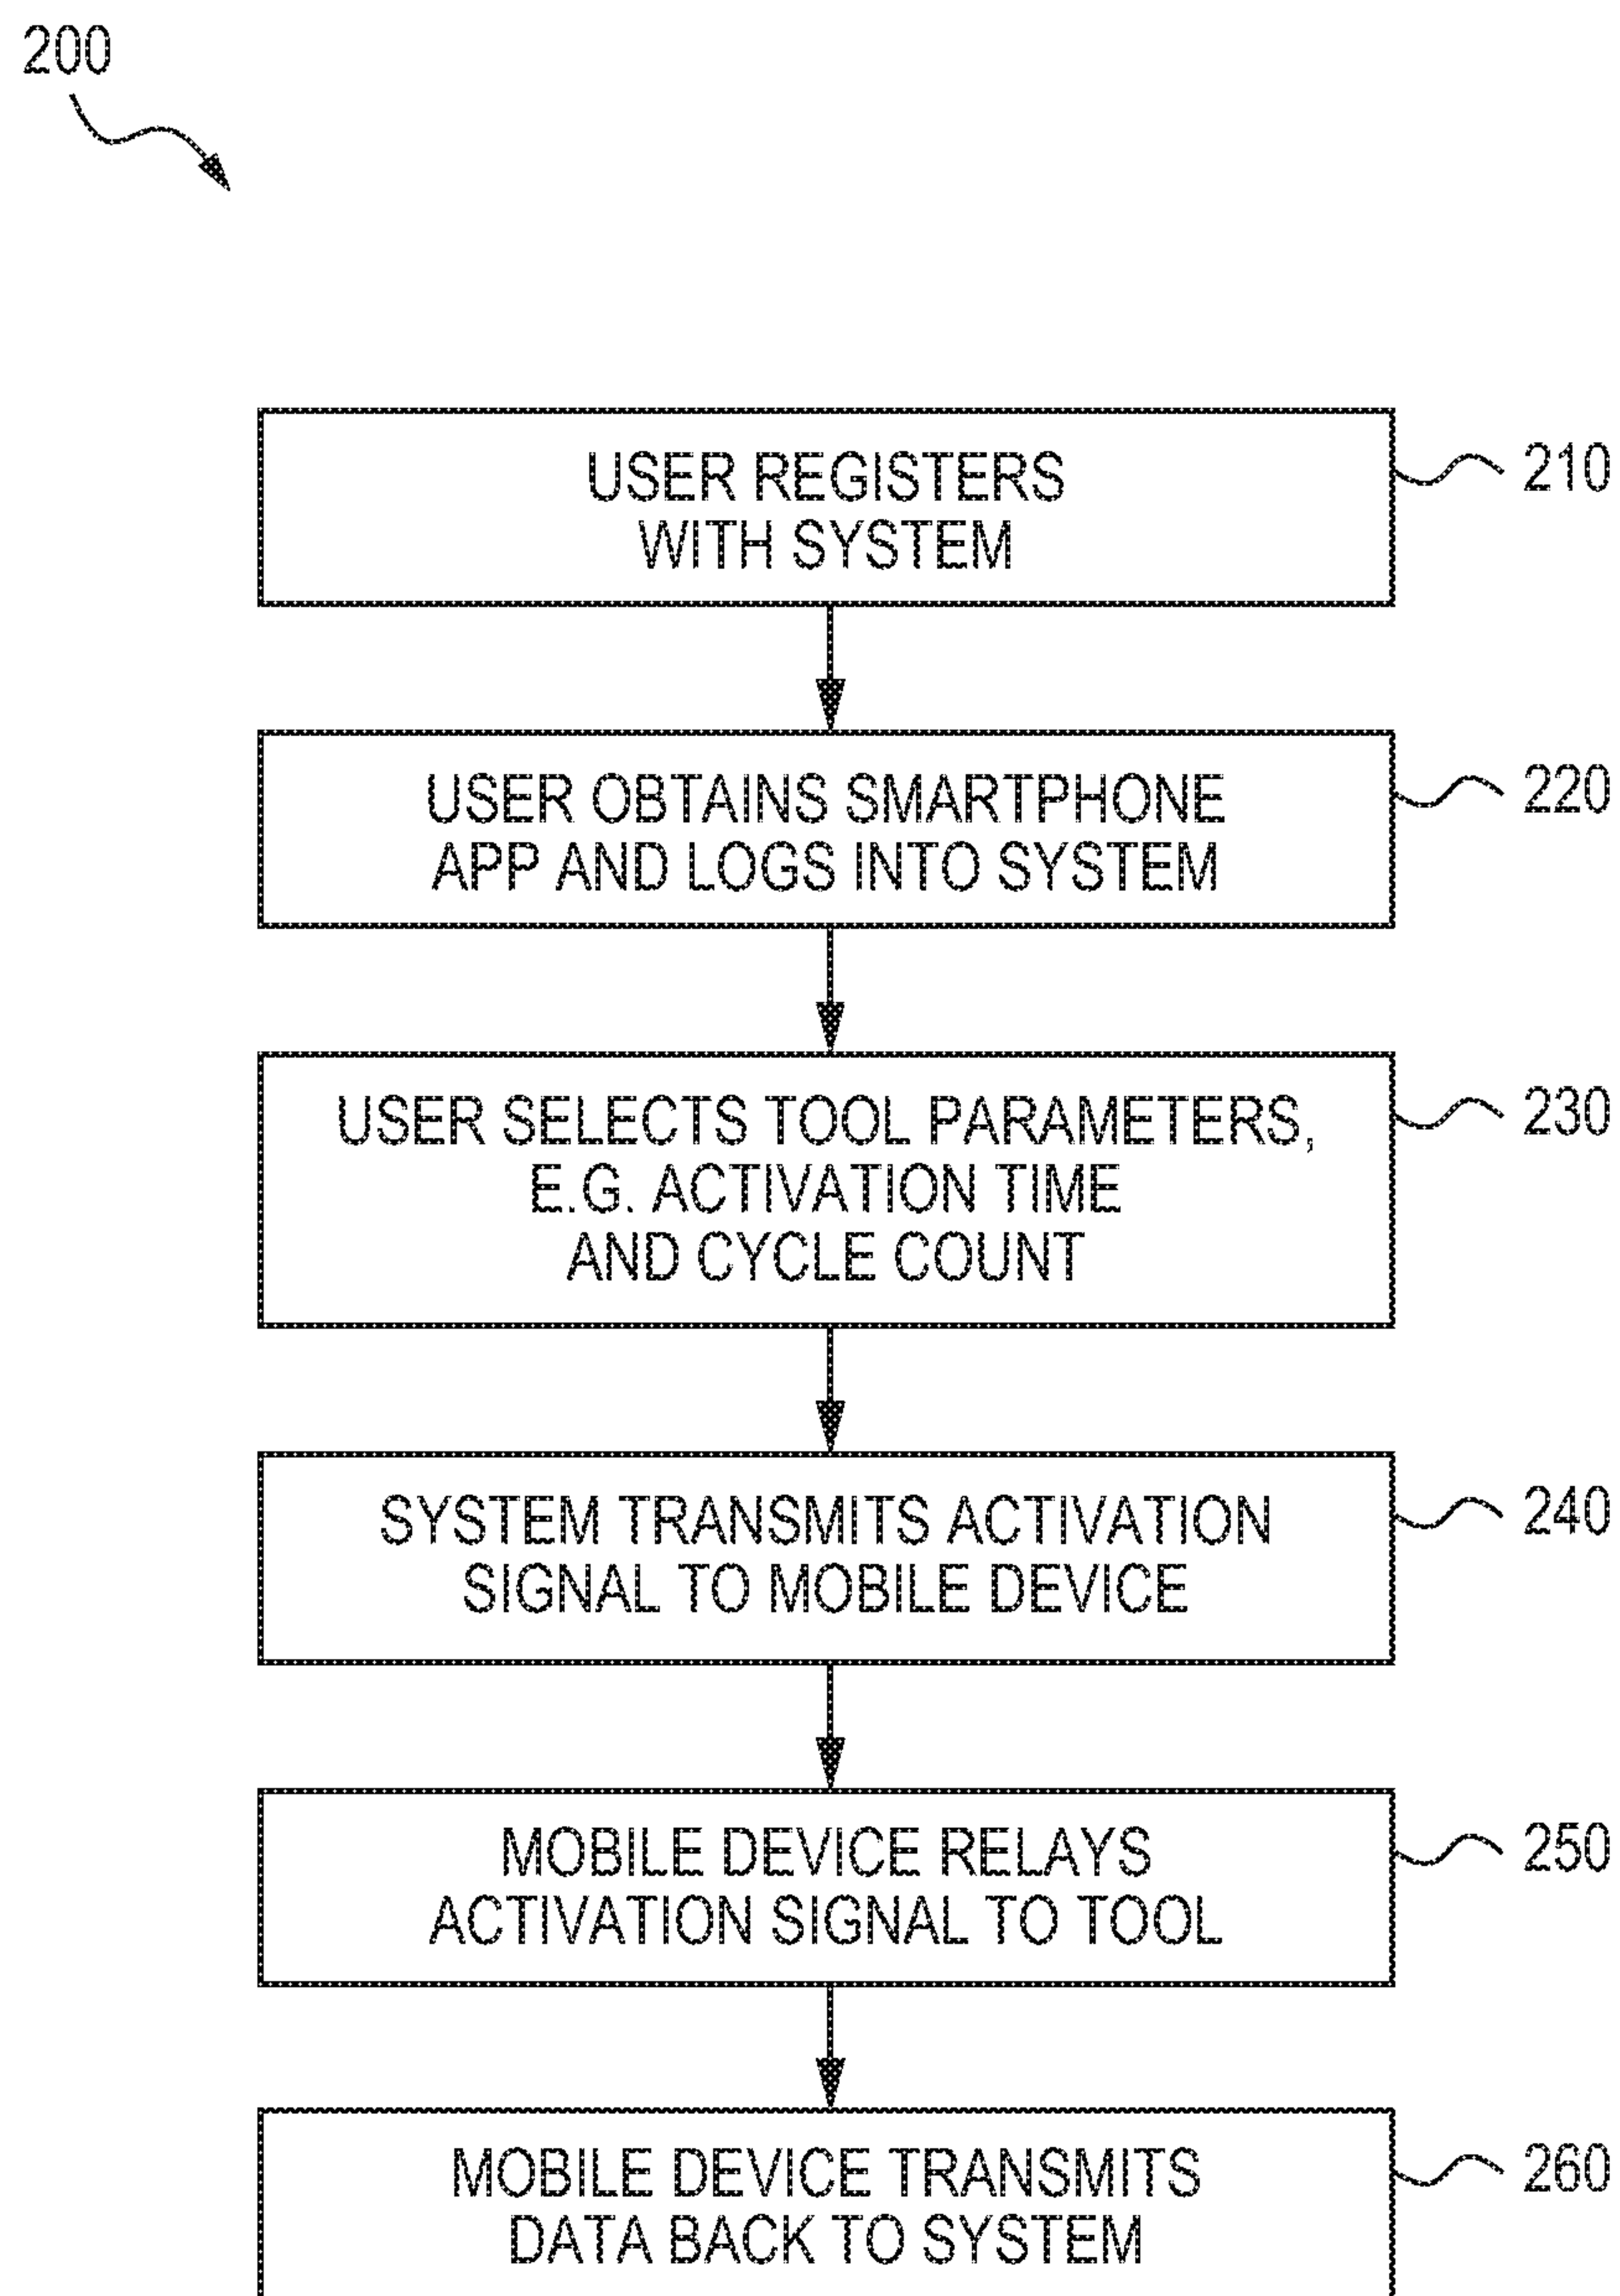 200
USER REGISTERS
WITH SYSTEM
210
USER OBTAINS SMARTPHONE
APP AND LOGS INTO SYSTEM
220
USER SELECTS TOOL PARAMETERS,
E.G. ACTIVATION TIME
AND CYCLE COUNT
230
SYSTEM TRANSMITS ACTIVATION
SIGNAL TO MOBILE DEVICE
240
MOBILE DEVICE RELAYS
ACTIVATION SIGNAL TO TOOL
250
MOBILE DEVICE TRANSMITS
DATA BACK TO SYSTEM
260